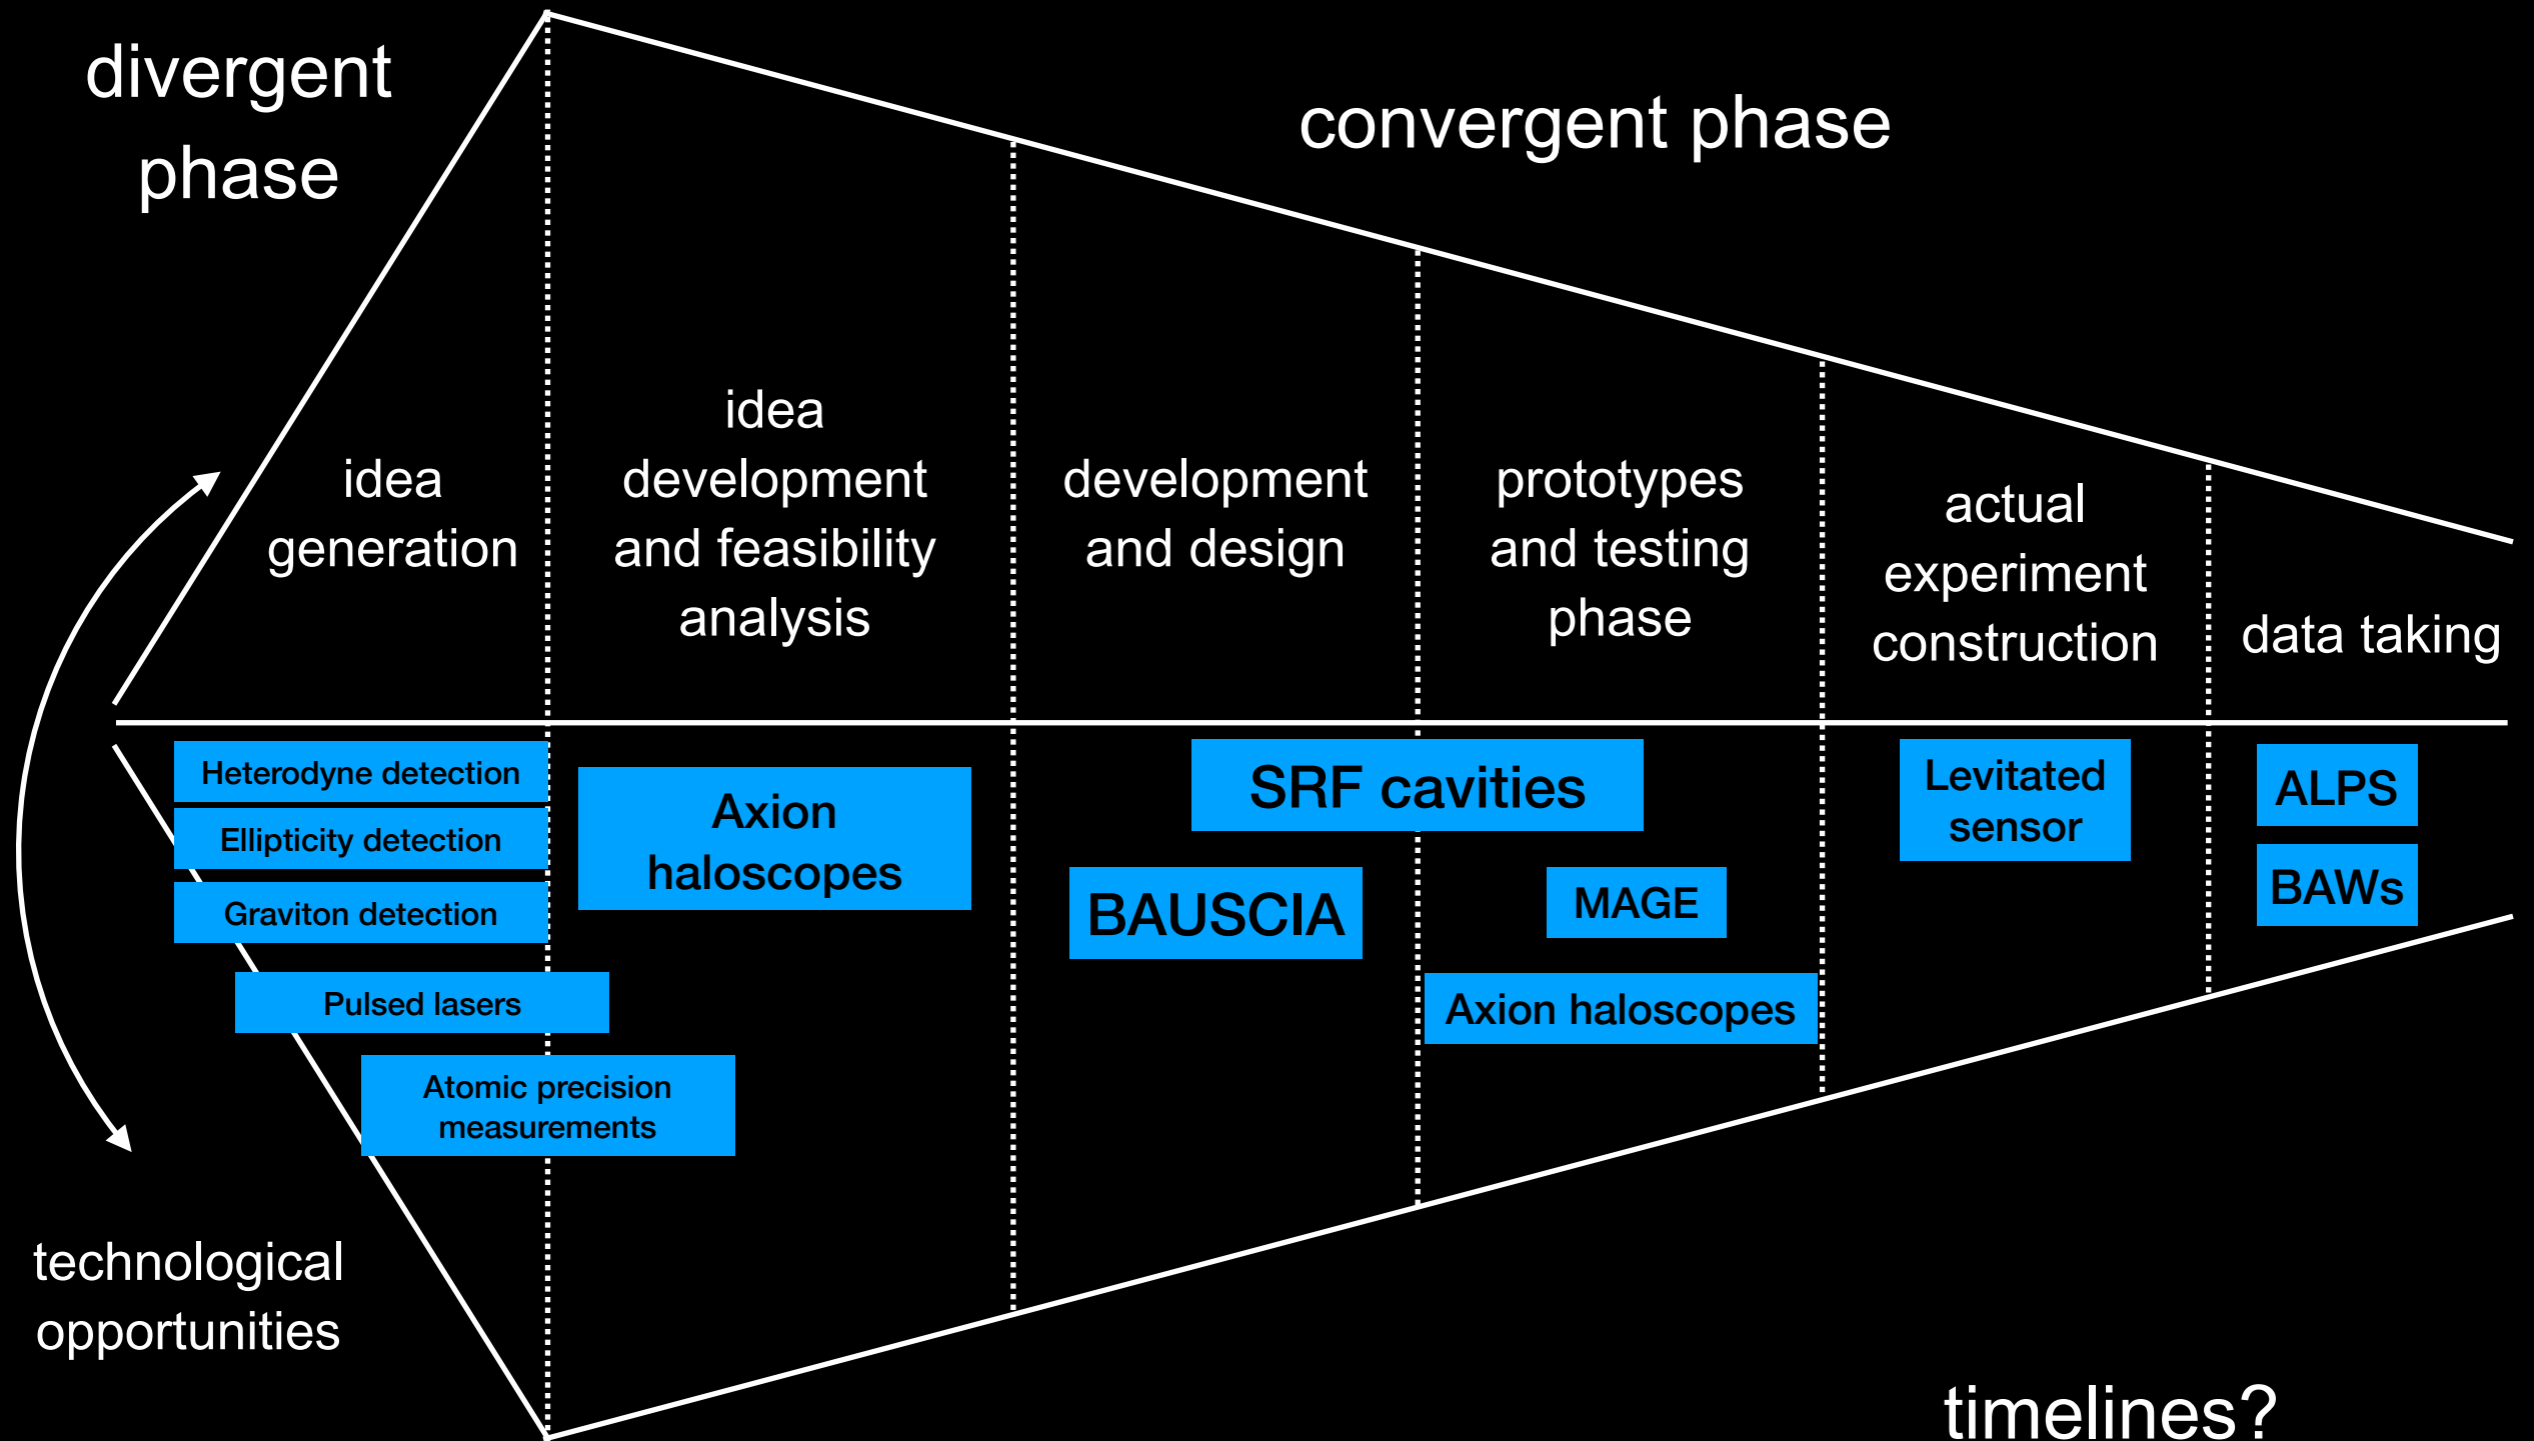 divergent
phase
convergent phase
idea
generation
idea
development
and feasibility
analysis
development
and design
prototypes
and testing
phase
actual
experiment
construction
data taking
Heterodyne detection
Ellipticity detection
Graviton detection
Pulsed lasers
Atomic precision
measurements
Axion
haloscopes
SRF cavities
BAUSCIA
MAGE
Axion haloscopes
Levitated
sensor
ALPS
BAWs
technological
opportunities
timelines?